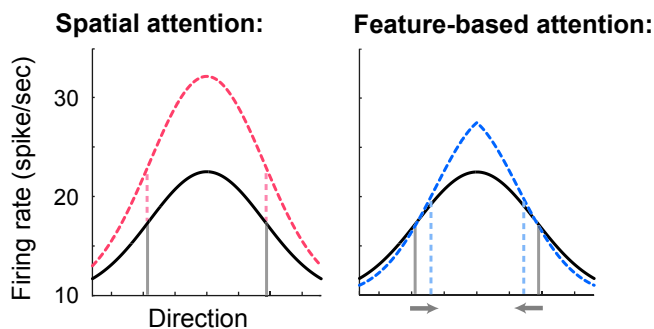 Spatial attention:
Feature-based attention:
Firing rate (spike/sec)
30
20
10
Direction